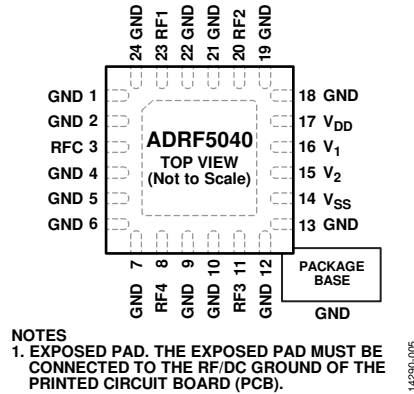 24 GND
23 RF1
22 GND
21 GND
20 RF2
19 GND
GND 1
GND 2
RFC 3
GND 4
GND 5
GND 6
ADRF5040
TOP VIEW
(Not to Scale)
18 GND
17 VDD
16 V1
15 V2
14 VSS
13 GND
GND 7
RF4 8
GND 9
GND 10
RF3 11
GND 12
PACKAGE
BASE
GND
NOTES
1. EXPOSED PAD. THE EXPOSED PAD MUST BE
CONNECTED TO THE RF/DC GROUND OF THE
PRINTED CIRCUIT BOARD (PCB).
14290-005